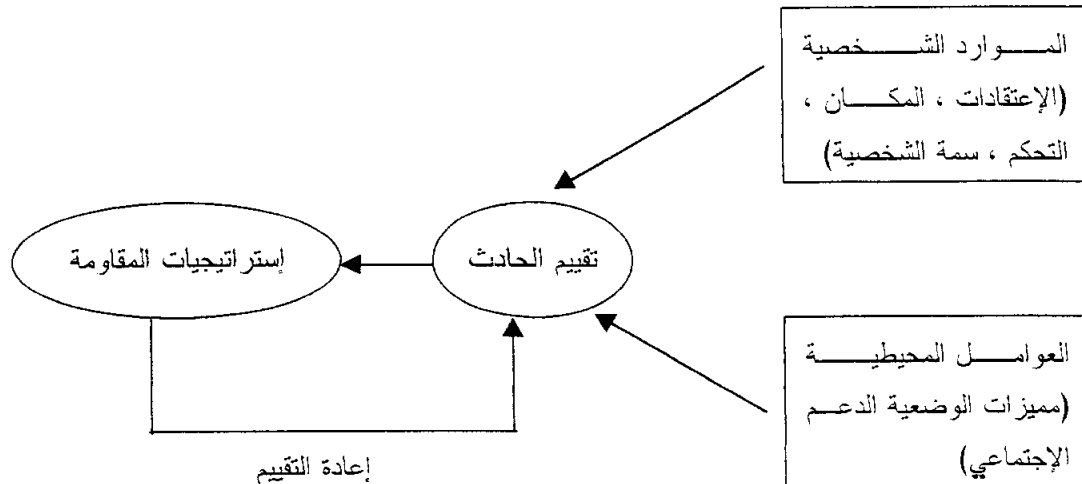 الموارد الشخصية
(الإعتقادات ، المكان ،
التحكم ، سمة الشخصية)
تقييم الحادث
إستراتيجيات المقاومة
العوامل المحيطية
(مميزات الوضعية الدعم
الإجتماعي)
إعادة التقييم